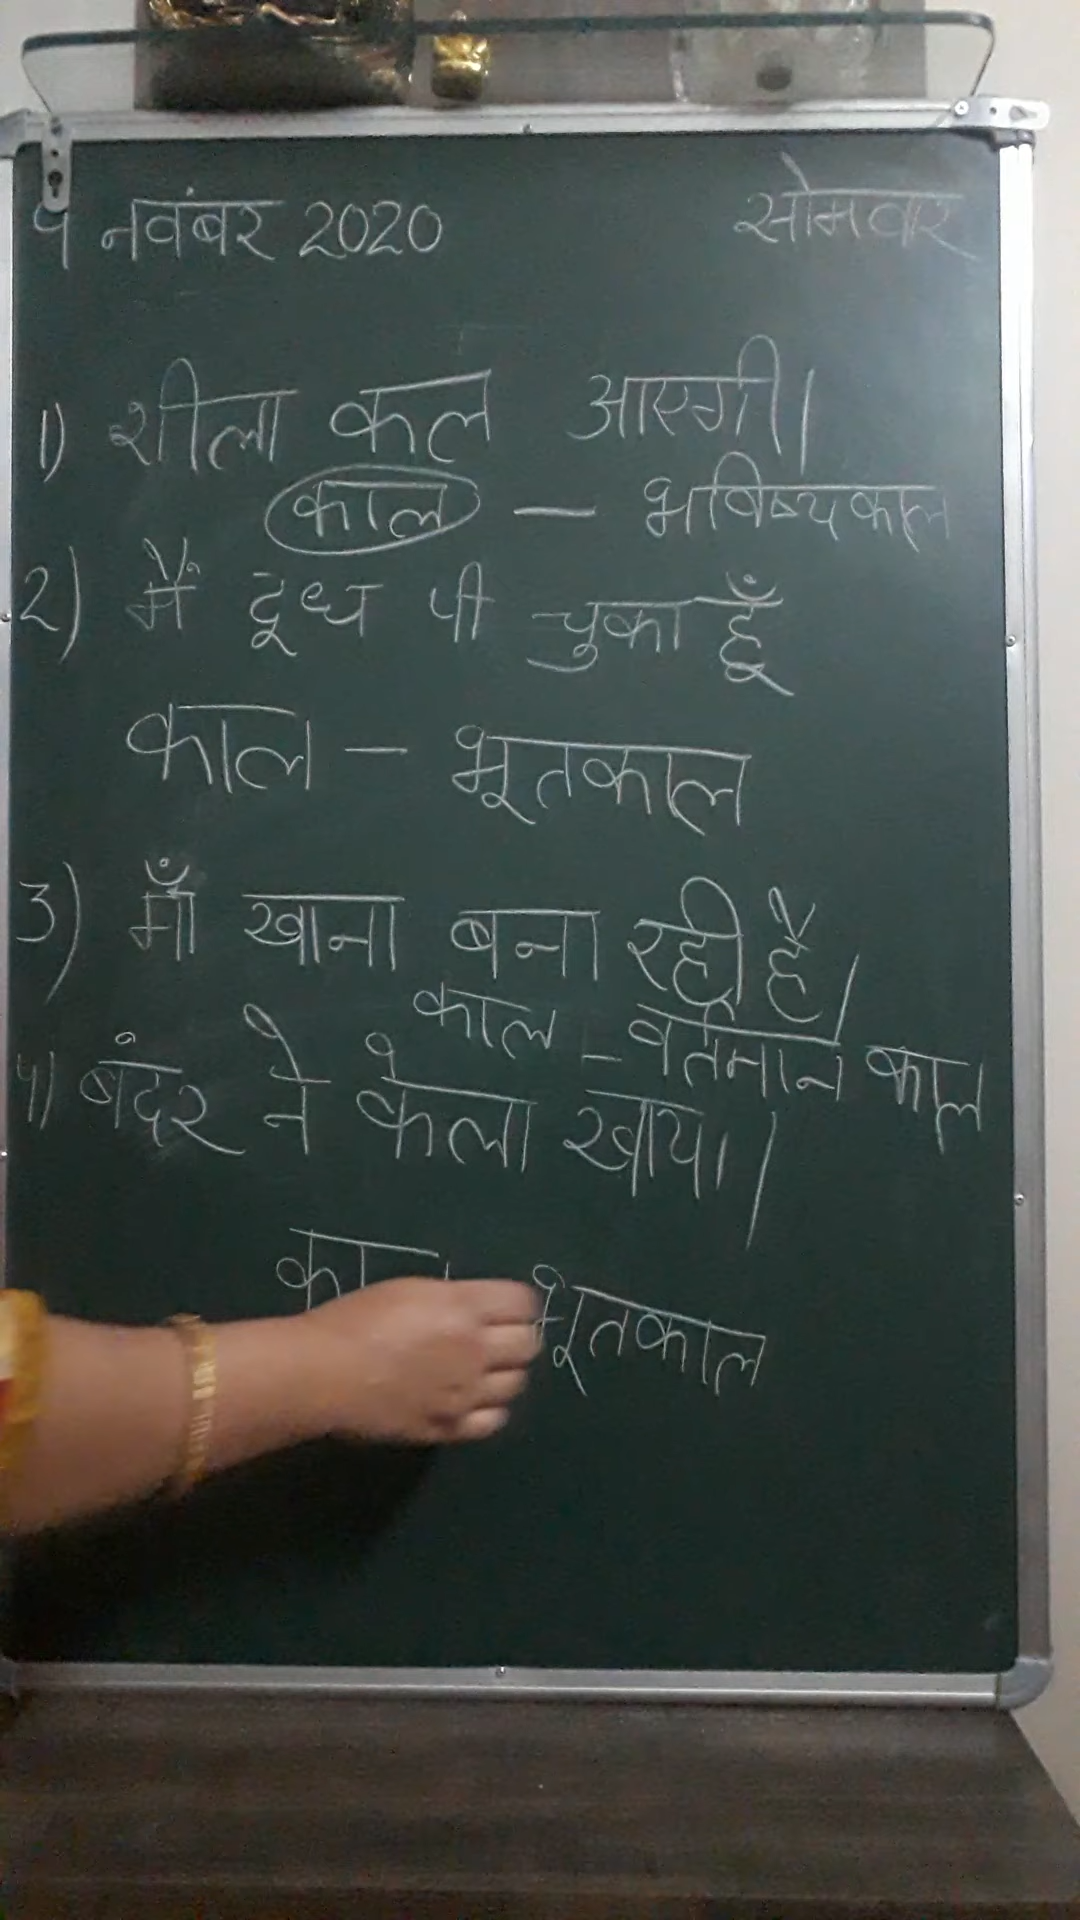 9 नवंबर 2020 सोमवार
1) शीला कल आएगी।
काल — भविष्यकाल
2) मैं दूध पी चुका हूँ
काल – भूतकाल
3) माँ खाना बना रही है।
काल – वर्तमान काल
4) बंदर ने केला खाया।
भूतकाल